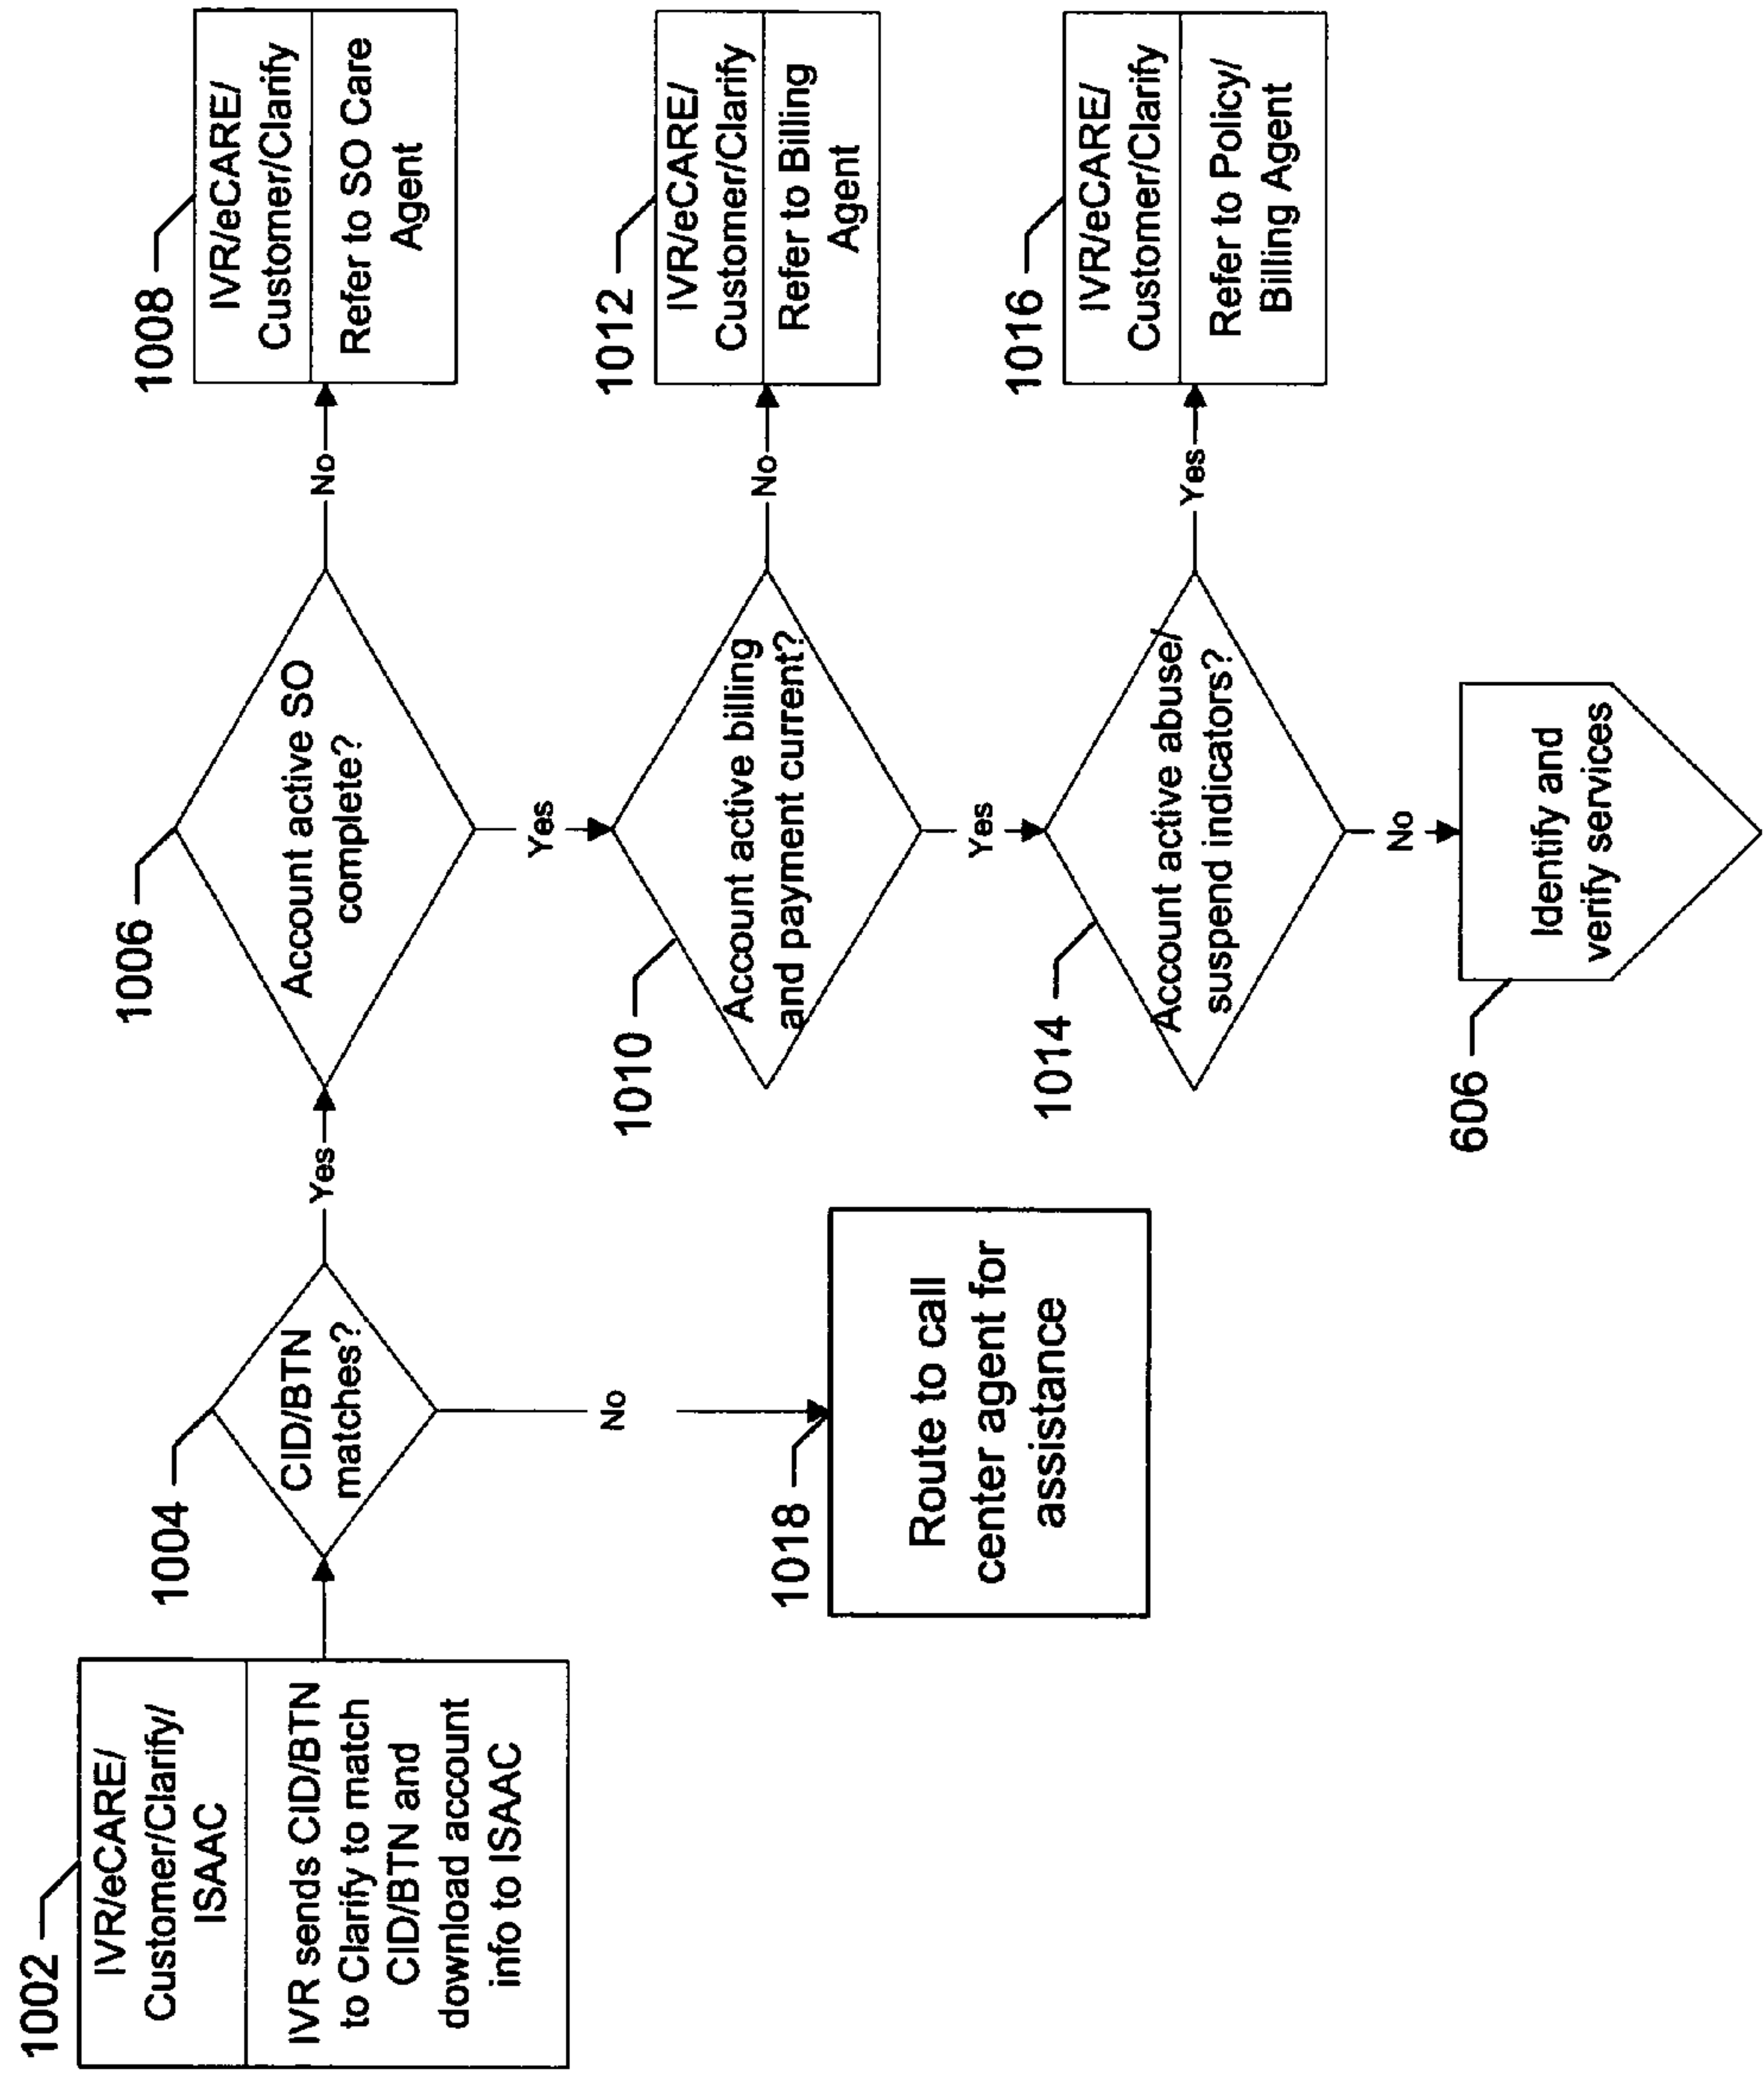 1002
IVR/eCARE/
Customer/Clarify/
ISAAC
IVR sends CID/BTN
to Clarify to match
CID/BTN and
download account
info to ISAAC
1004
CID/BTN
matches?
Yes
No
1018
Route to call
center agent for
assistance
1006
Account active SO
complete?
No
Yes
1008
IVR/eCARE/
Customer/Clarify
Refer to SO Care
Agent
1010
Account active billing
and payment current?
No
Yes
1012
IVR/eCARE/
Customer/Clarify
Refer to Billing
Agent
1014
Account active abuse/
suspend indicators?
Yes
No
1016
IVR/eCARE/
Customer/Clarify
Refer to Policy/
Billing Agent
606
Identify and
verify services